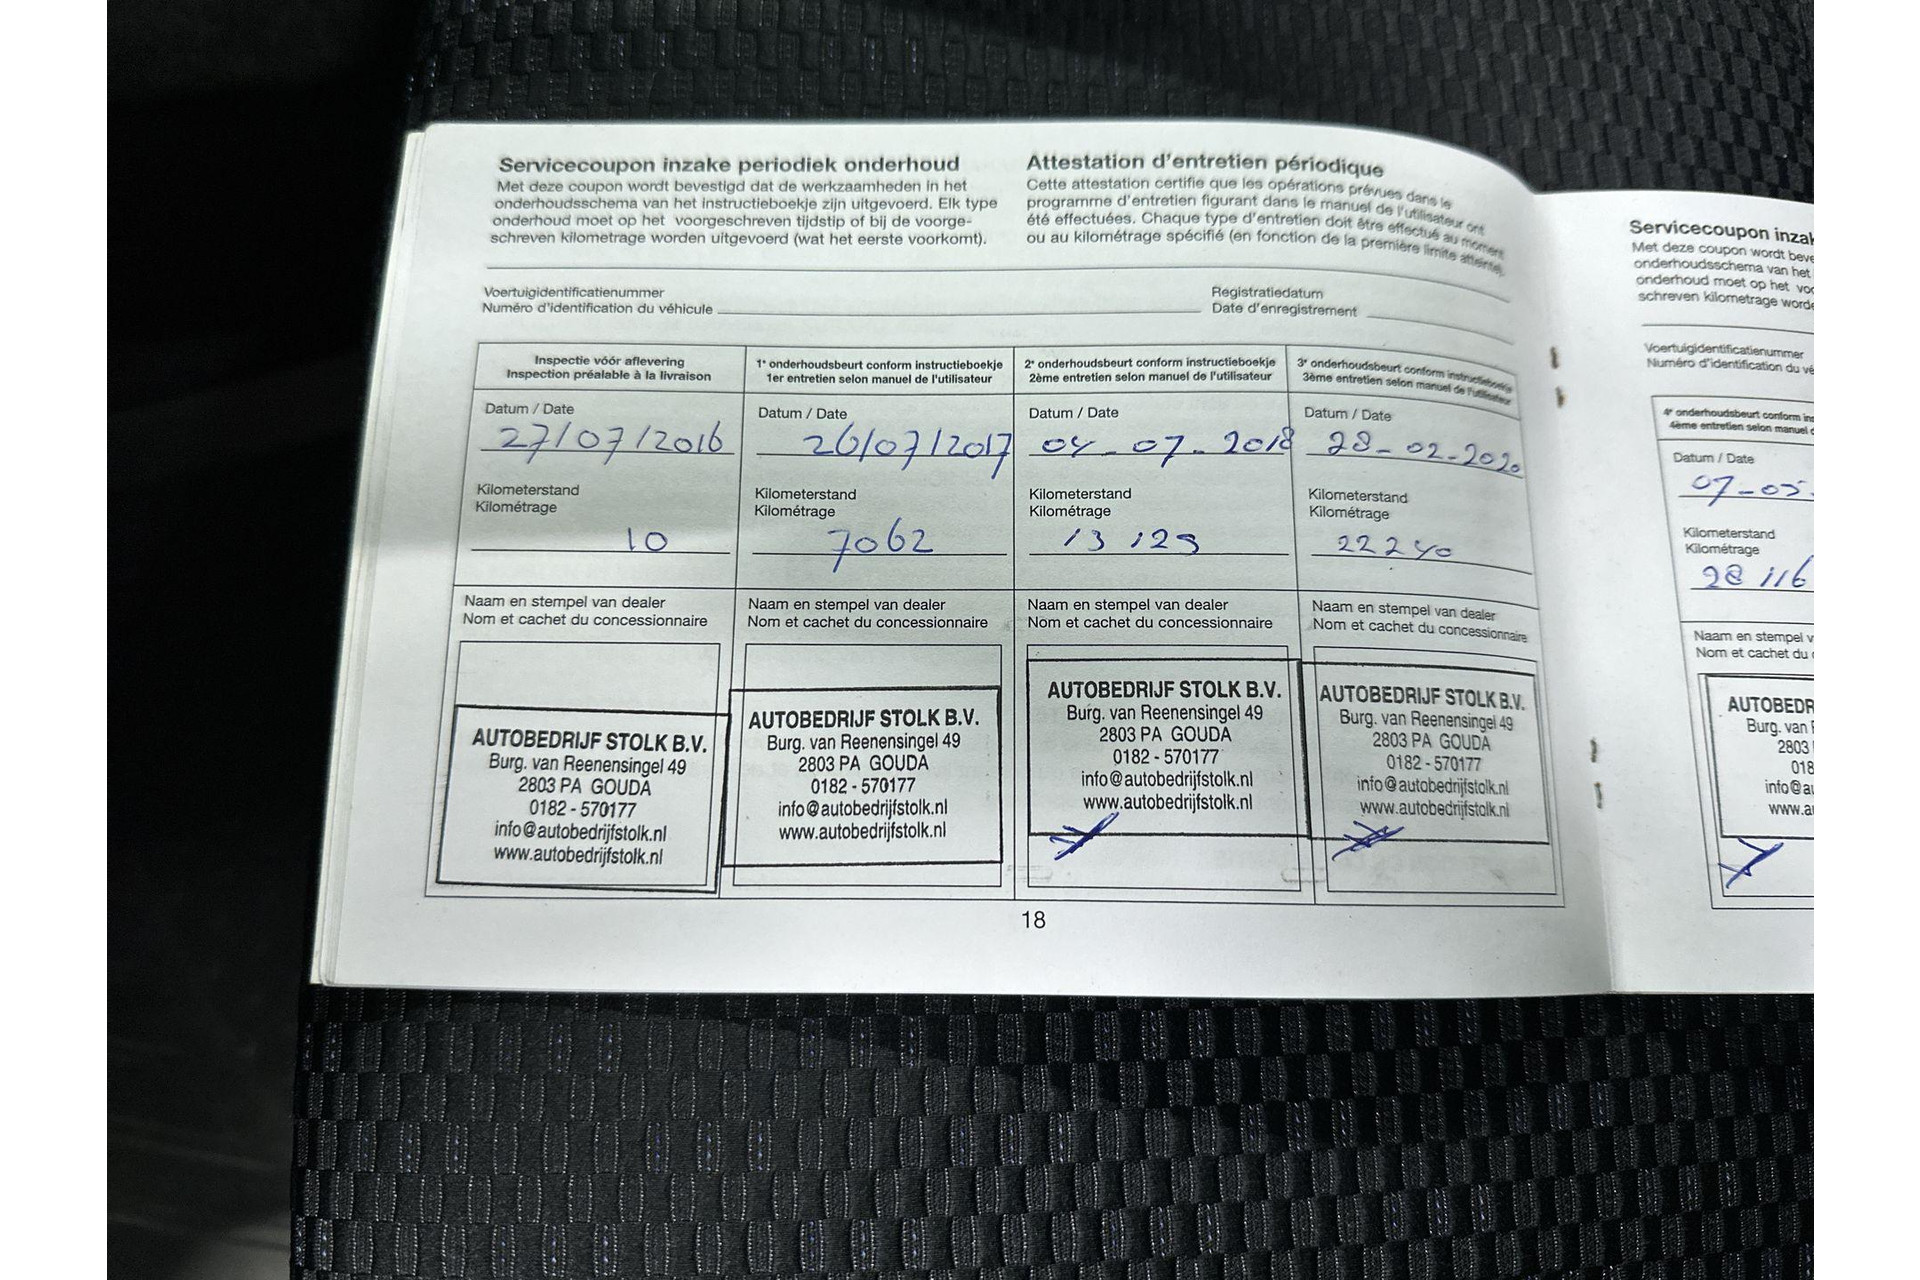 Servicecoupon inzake periodiek onderhoud
Met deze coupon wordt bevestigd dat de werkzaamheden in het
onderhoudsschema van het instructieboekje zijn uitgevoerd. Elk type
onderhoud moet op het voorgeschreven tijdstip of bij de voorge-
schreven kilometrage worden uitgevoerd (wat het eerste voorkomt).
Attestation d'entretien périodique
Cette attestation certifie que les opérations prévues dans le
programme d'entretien figurant dans le manuel de l'utilisateur ont
été effectuées. Chaque type d'entretien doit être effectué au moment
ou au kilométrage spécifié (en fonction de la première limite atteinte).
Voertuigidentificatienummer
Numéro d'identification du véhicule
Registratiedatum
Date d'enregistrement
Inspectie vóór aflevering
Inspection préalable à la livraison
Datum / Date
27/07/2016
Kilometerstand
Kilométrage
10
Naam en stempel van dealer
Nom et cachet du concessionnaire
AUTOBEDRIJF STOLK B.V.
Burg. van Reenensingel 49
2803 PA GOUDA
0182 - 570177
info@autobedrijfstolk.nl
www.autobedrijfstolk.nl
1e onderhoudsbeurt conform instructieboekje
1er entretien selon manuel de l'utilisateur
Datum / Date
26/07/2017
Kilometerstand
Kilométrage
7062
Naam en stempel van dealer
Nom et cachet du concessionnaire
AUTOBEDRIJF STOLK B.V.
Burg. van Reenensingel 49
2803 PA GOUDA
0182 - 570177
info@autobedrijfstolk.nl
www.autobedrijfstolk.nl
2e onderhoudsbeurt conform instructieboekje
2ème entretien selon manuel de l'utilisateur
Datum / Date
04-07-2018
Kilometerstand
Kilométrage
13129
Naam en stempel van dealer
Nom et cachet du concessionnaire
AUTOBEDRIJF STOLK B.V.
Burg. van Reenensingel 49
2803 PA GOUDA
0182 - 570177
info@autobedrijfstolk.nl
www.autobedrijfstolk.nl
3e onderhoudsbeurt conform instructieboekje
3ème entretien selon manuel de l'utilisateur
Datum / Date
28-02-2020
Kilometerstand
Kilométrage
22240
Naam en stempel van dealer
Nom et cachet du concessionnaire
AUTOBEDRIJF STOLK B.V.
Burg. van Reenensingel 49
2803 PA GOUDA
0182 - 570177
info@autobedrijfstolk.nl
www.autobedrijfstolk.nl
18
Servicecoupon inza
Met deze coupon wordt beve
onderhoudsschema van het
onderhoud moet op het voo
schreven kilometrage worde
Voertuigidentificatienummer
Numéro d'identification du vé
4e onderhoudsbeurt conform ins
4ème entretien selon manuel d
Datum / Date
07-05-
Kilometerstand
Kilométrage
28 116
Naam en stempel v
Nom et cachet du
AUTOBEDR
Burg. van
2803
018
info@au
www.a